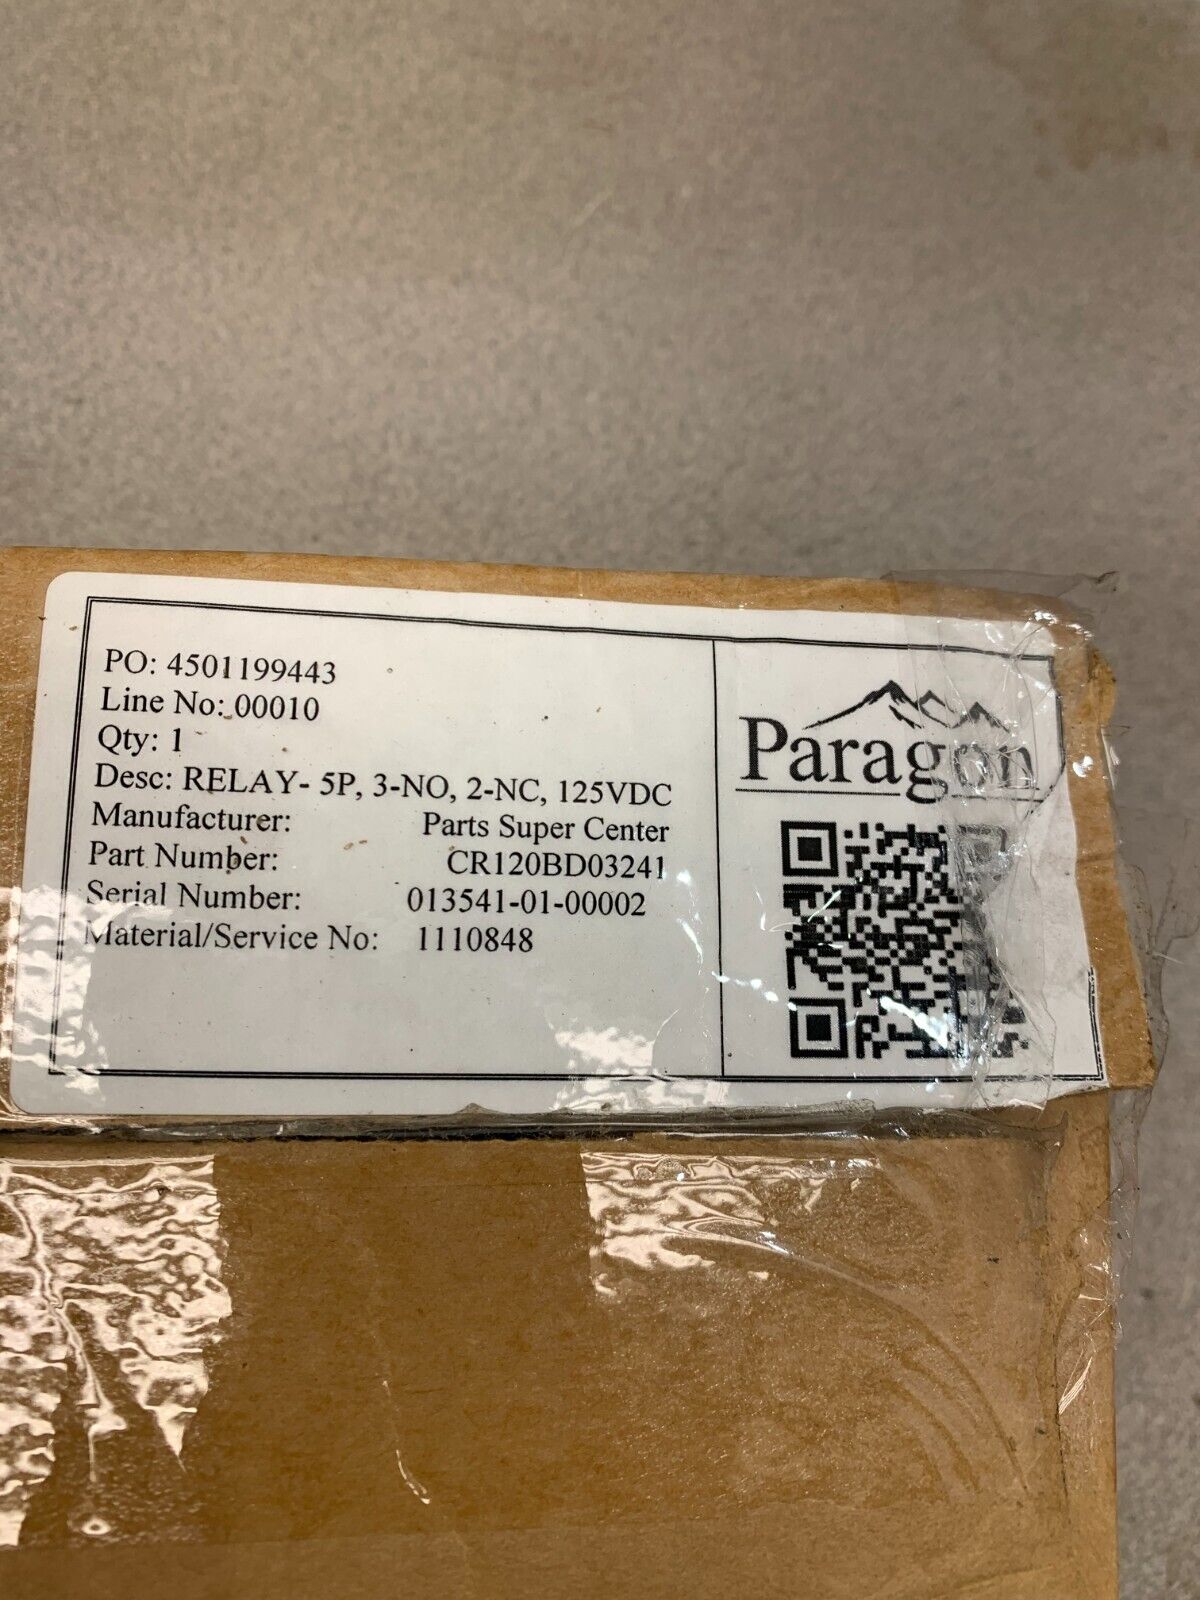 PO: 4501199443
Line No: 00010
Qty: 1
Desc: RELAY- 5P, 3-NO, 2-NC, 125VDC
Manufacturer: Parts Super Center
Part Number: CR120BD03241
Serial Number: 013541-01-00002
Material/Service No: 1110848
Paragon